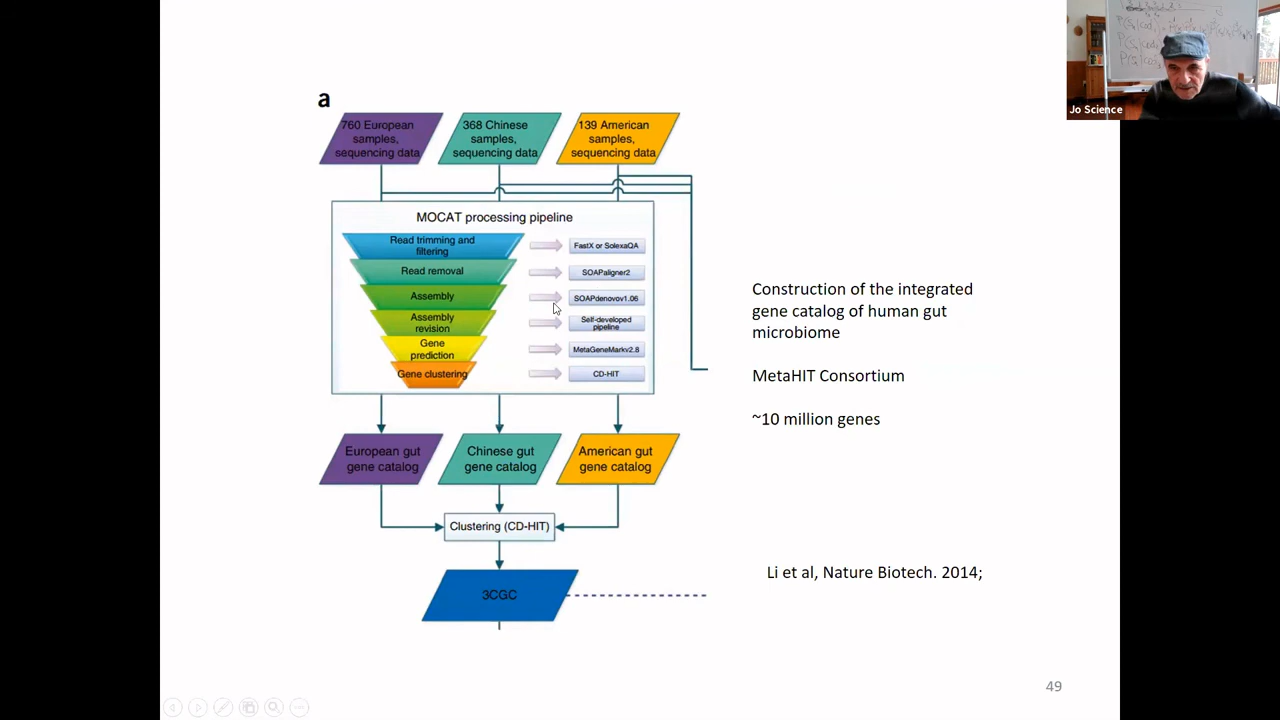 a
760 European
samples,
sequencing data
368 Chinese
samples,
sequencing data
139 American
samples,
sequencing data
MOCAT processing pipeline
Read trimming and
filtering
FastX or SolexaQA
Read removal
SOAPaligner2
Assembly
SOAPdenovov1.06
Assembly
revision
Self-developed
pipeline
Gene
prediction
MetaGeneMarkv2.8
Gene clustering
CD-HIT
European gut
gene catalog
Chinese gut
gene catalog
American gut
gene catalog
Clustering (CD-HIT)
3CGC
Construction of the integrated
gene catalog of human gut
microbiome
MetaHIT Consortium
~10 million genes
Li et al, Nature Biotech. 2014;
49
Jo Science